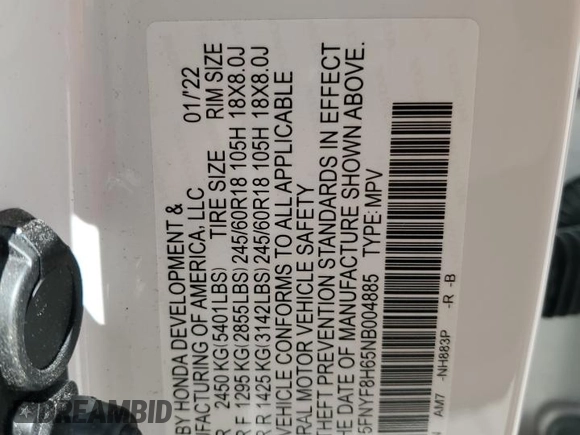 BY HONDA DEVELOPMENT & 01/'22
OF AMERICA, LLC
2450 KG(5401LBS) TIRE SIZE RIM SIZE
F 1295 KG(2855LBS) 245/60R18 105H 18X8.0J
R 1425 KG(3142LBS) 245/60R18 105H 18X8.0J
VEHICLE CONFORMS TO ALL APPLICABLE
MOTOR VEHICLE SAFETY
THEFT PREVENTION STANDARDS IN EFFECT
DATE OF MANUFACTURE SHOWN ABOVE.
5FNYF8H65NB004885 TYPE: MPV
AM7 -NH883P -R -B
DREAMBID